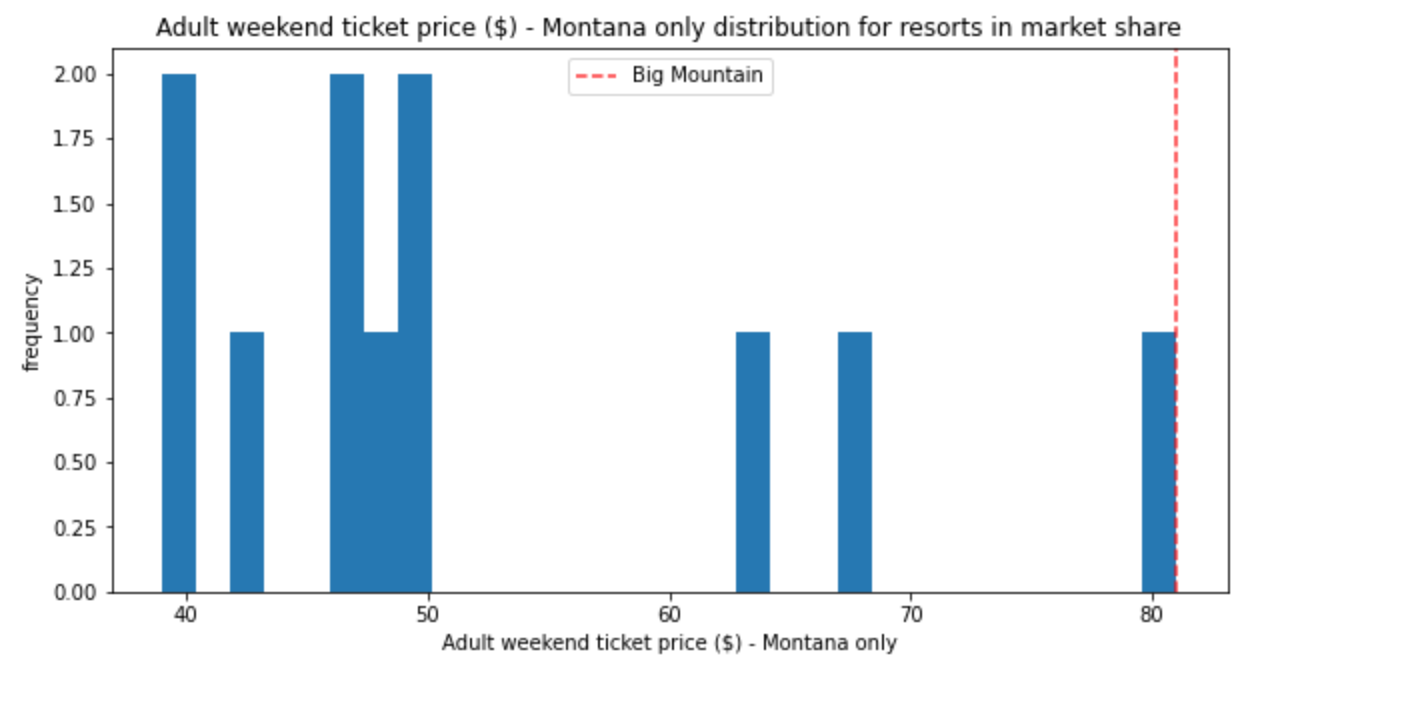 Adult weekend ticket price ($) - Montana only distribution for resorts in market share
Big Mountain
2.00
1.75
1.50
1.25
1.00
0.75
0.50
0.25
0.00
frequency
40 50 60 70 80
Adult weekend ticket price ($) - Montana only